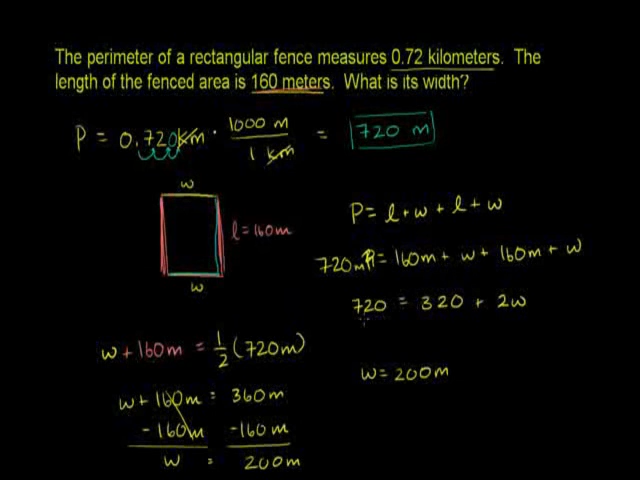 The perimeter of a rectangular fence measures 0.72 kilometers. The
length of the fenced area is 160 meters. What is its width?
P = 0.720 km · 1000 m / 1 km = 720 m
w
l = 160m
w
P = l + w + l + w
720m = 160m + w + 160m + w
720 = 320 + 2w
w = 200m
w + 160m = 1/2 (720m)
w + 160m = 360m
- 160m -160m
w = 200m